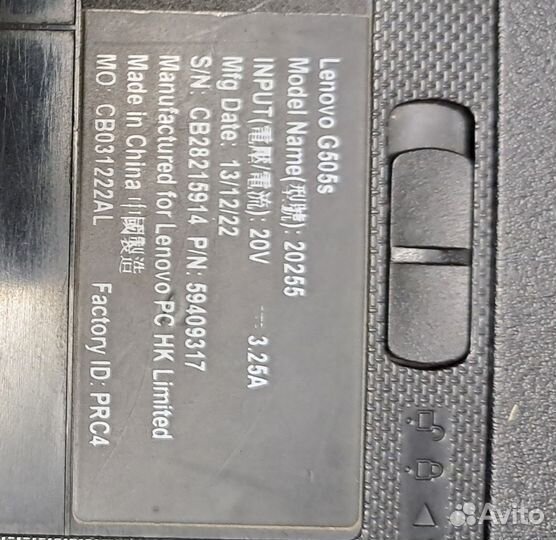 Lenovo G505s
Model Name(型號): 20255
INPUT(電壓/電流): 20V ⎓ 3.25A
Mfg Date: 13/12/22
S/N: CB28215914 P/N: 59409317
Manufactured for Lenovo PC HK Limited
Made in China 中國製造
MO: CB031222AL Factory ID: PRC4
Avito